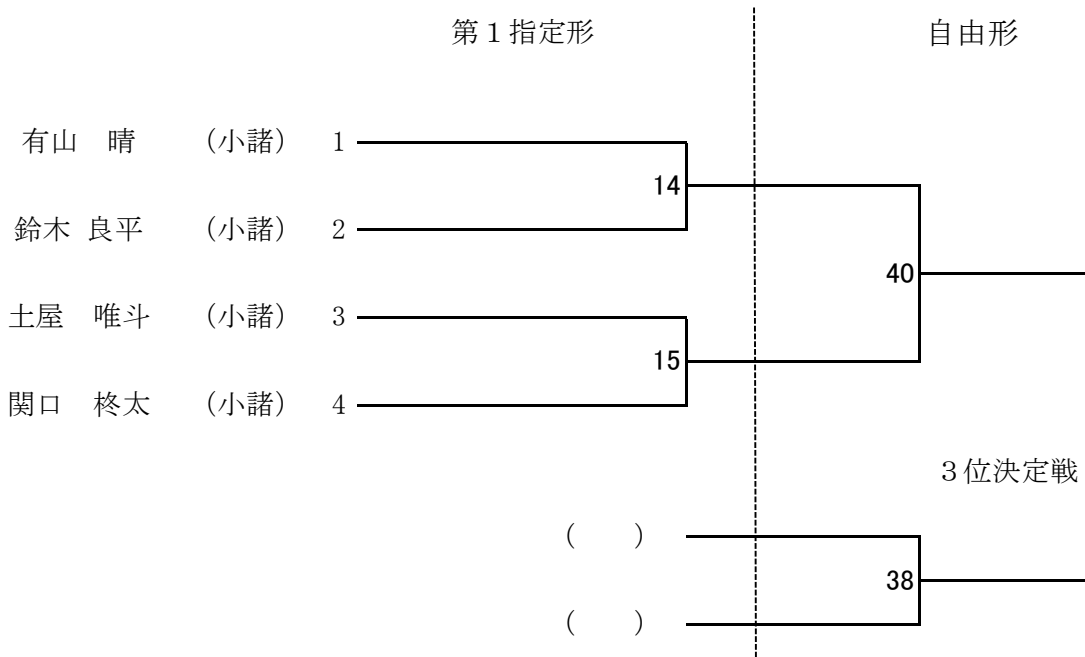 第１指定形 自由形
有山 晴 （小諸） 1
14
鈴木 良平 （小諸） 2
40
土屋 唯斗 （小諸） 3
15
関口 柊太 （小諸） 4
３位決定戦
（ ）
38
（ ）